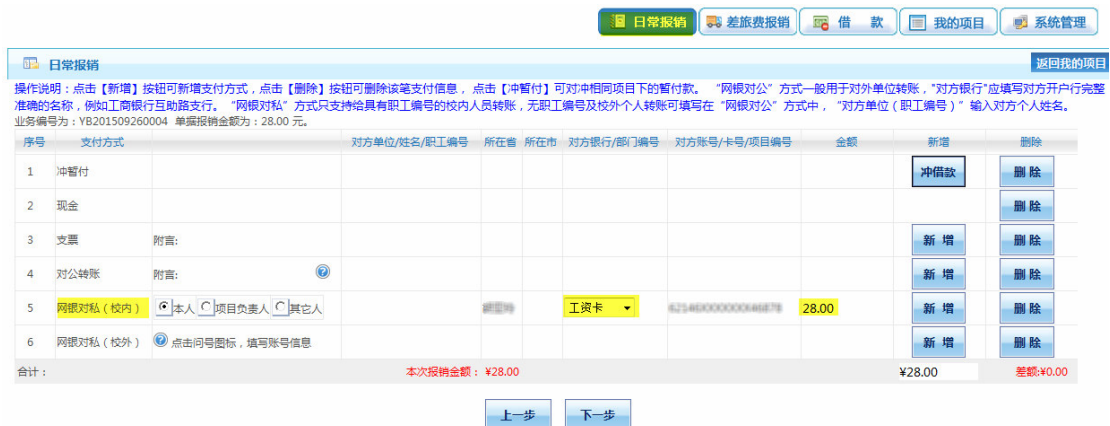 日常报销 差旅费报销 借 款 我的项目 系统管理
日常报销 返回我的项目
操作说明：点击【新增】按钮可新增支付方式，点击【删除】按钮可删除该笔支付信息， 点击【冲暂付】可对冲相同项目下的暂付款。 “网银对公” 方式一般用于对外单位转账，"对方银行"应填写对方开户行完整
准确的名称，例如工商银行互助路支行。 “网银对私” 方式只支持给具有职工编号的校内人员转账，无职工编号及校外个人转账可填写在 “网银对公” 方式中， “对方单位（职工编号）” 输入对方个人姓名。
业务编号为：YB201509260004 单据报销金额为：28.00 元。
序号 支付方式 对方单位/姓名/职工编号 所在省 所在市 对方银行/部门编号 对方账号/卡号/项目编号 金额 新增 删除
1 冲暂付 冲借款 删 除
2 现金 删 除
3 支票 附言: 新 增 删 除
4 对公转账 附言: 新 增 删 除
5 网银对私（校内） 本人 项目负责人 其它人 工资卡 28.00 新 增 删 除
6 网银对私（校外） 点击问号图标，填写账号信息 新 增 删 除
合计： 本次报销金额： ¥28.00 ¥28.00 差额:¥0.00
上一步 下一步